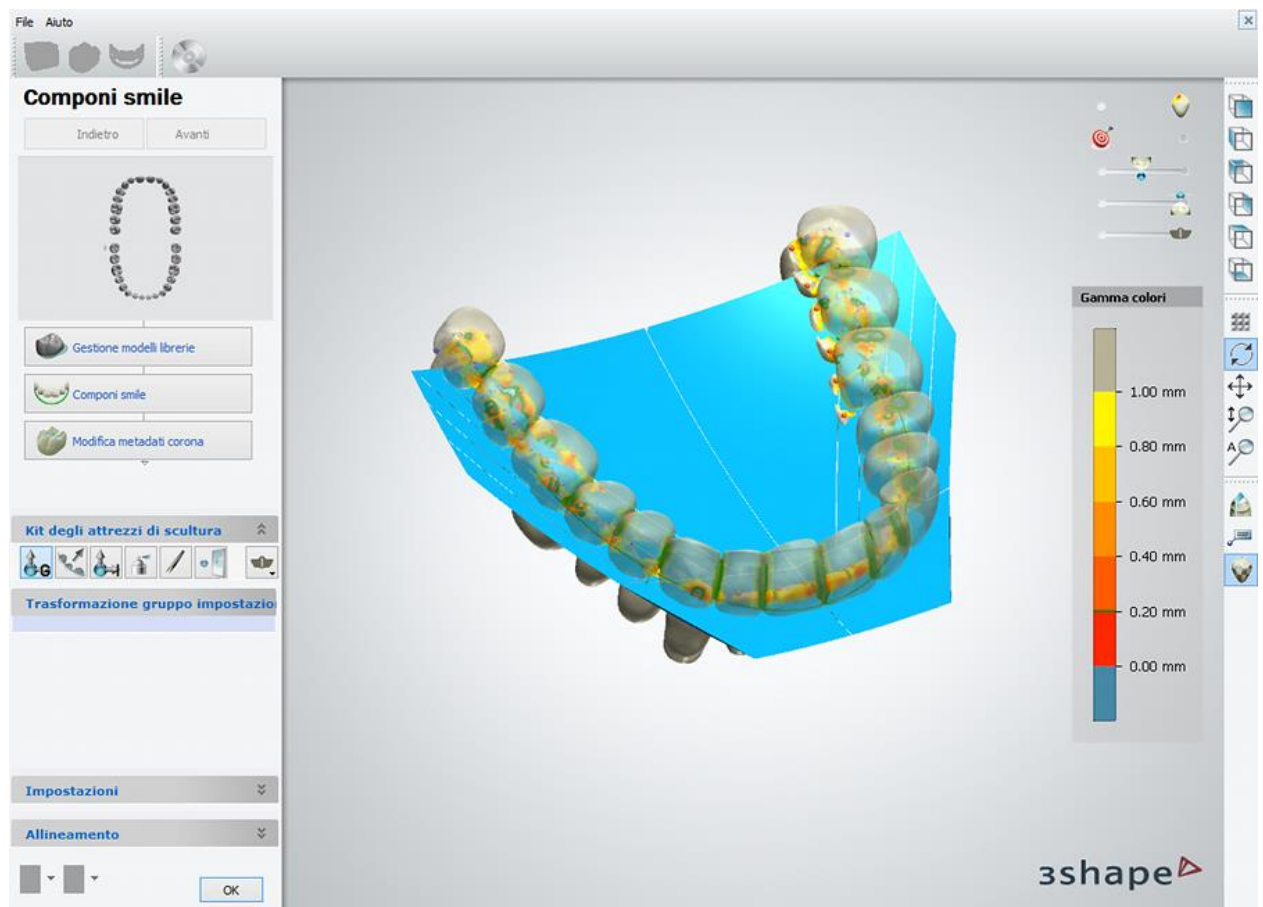 File Aiuto
Componi smile
Indietro Avanti
Gestione modelli librerie
Componi smile
Modifica metadati corona
Kit degli attrezzi di scultura
G
Trasformazione gruppo impostazio
Impostazioni
Allineamento
OK
Gamma colori
1.00 mm
0.80 mm
0.60 mm
0.40 mm
0.20 mm
0.00 mm
A
3shape